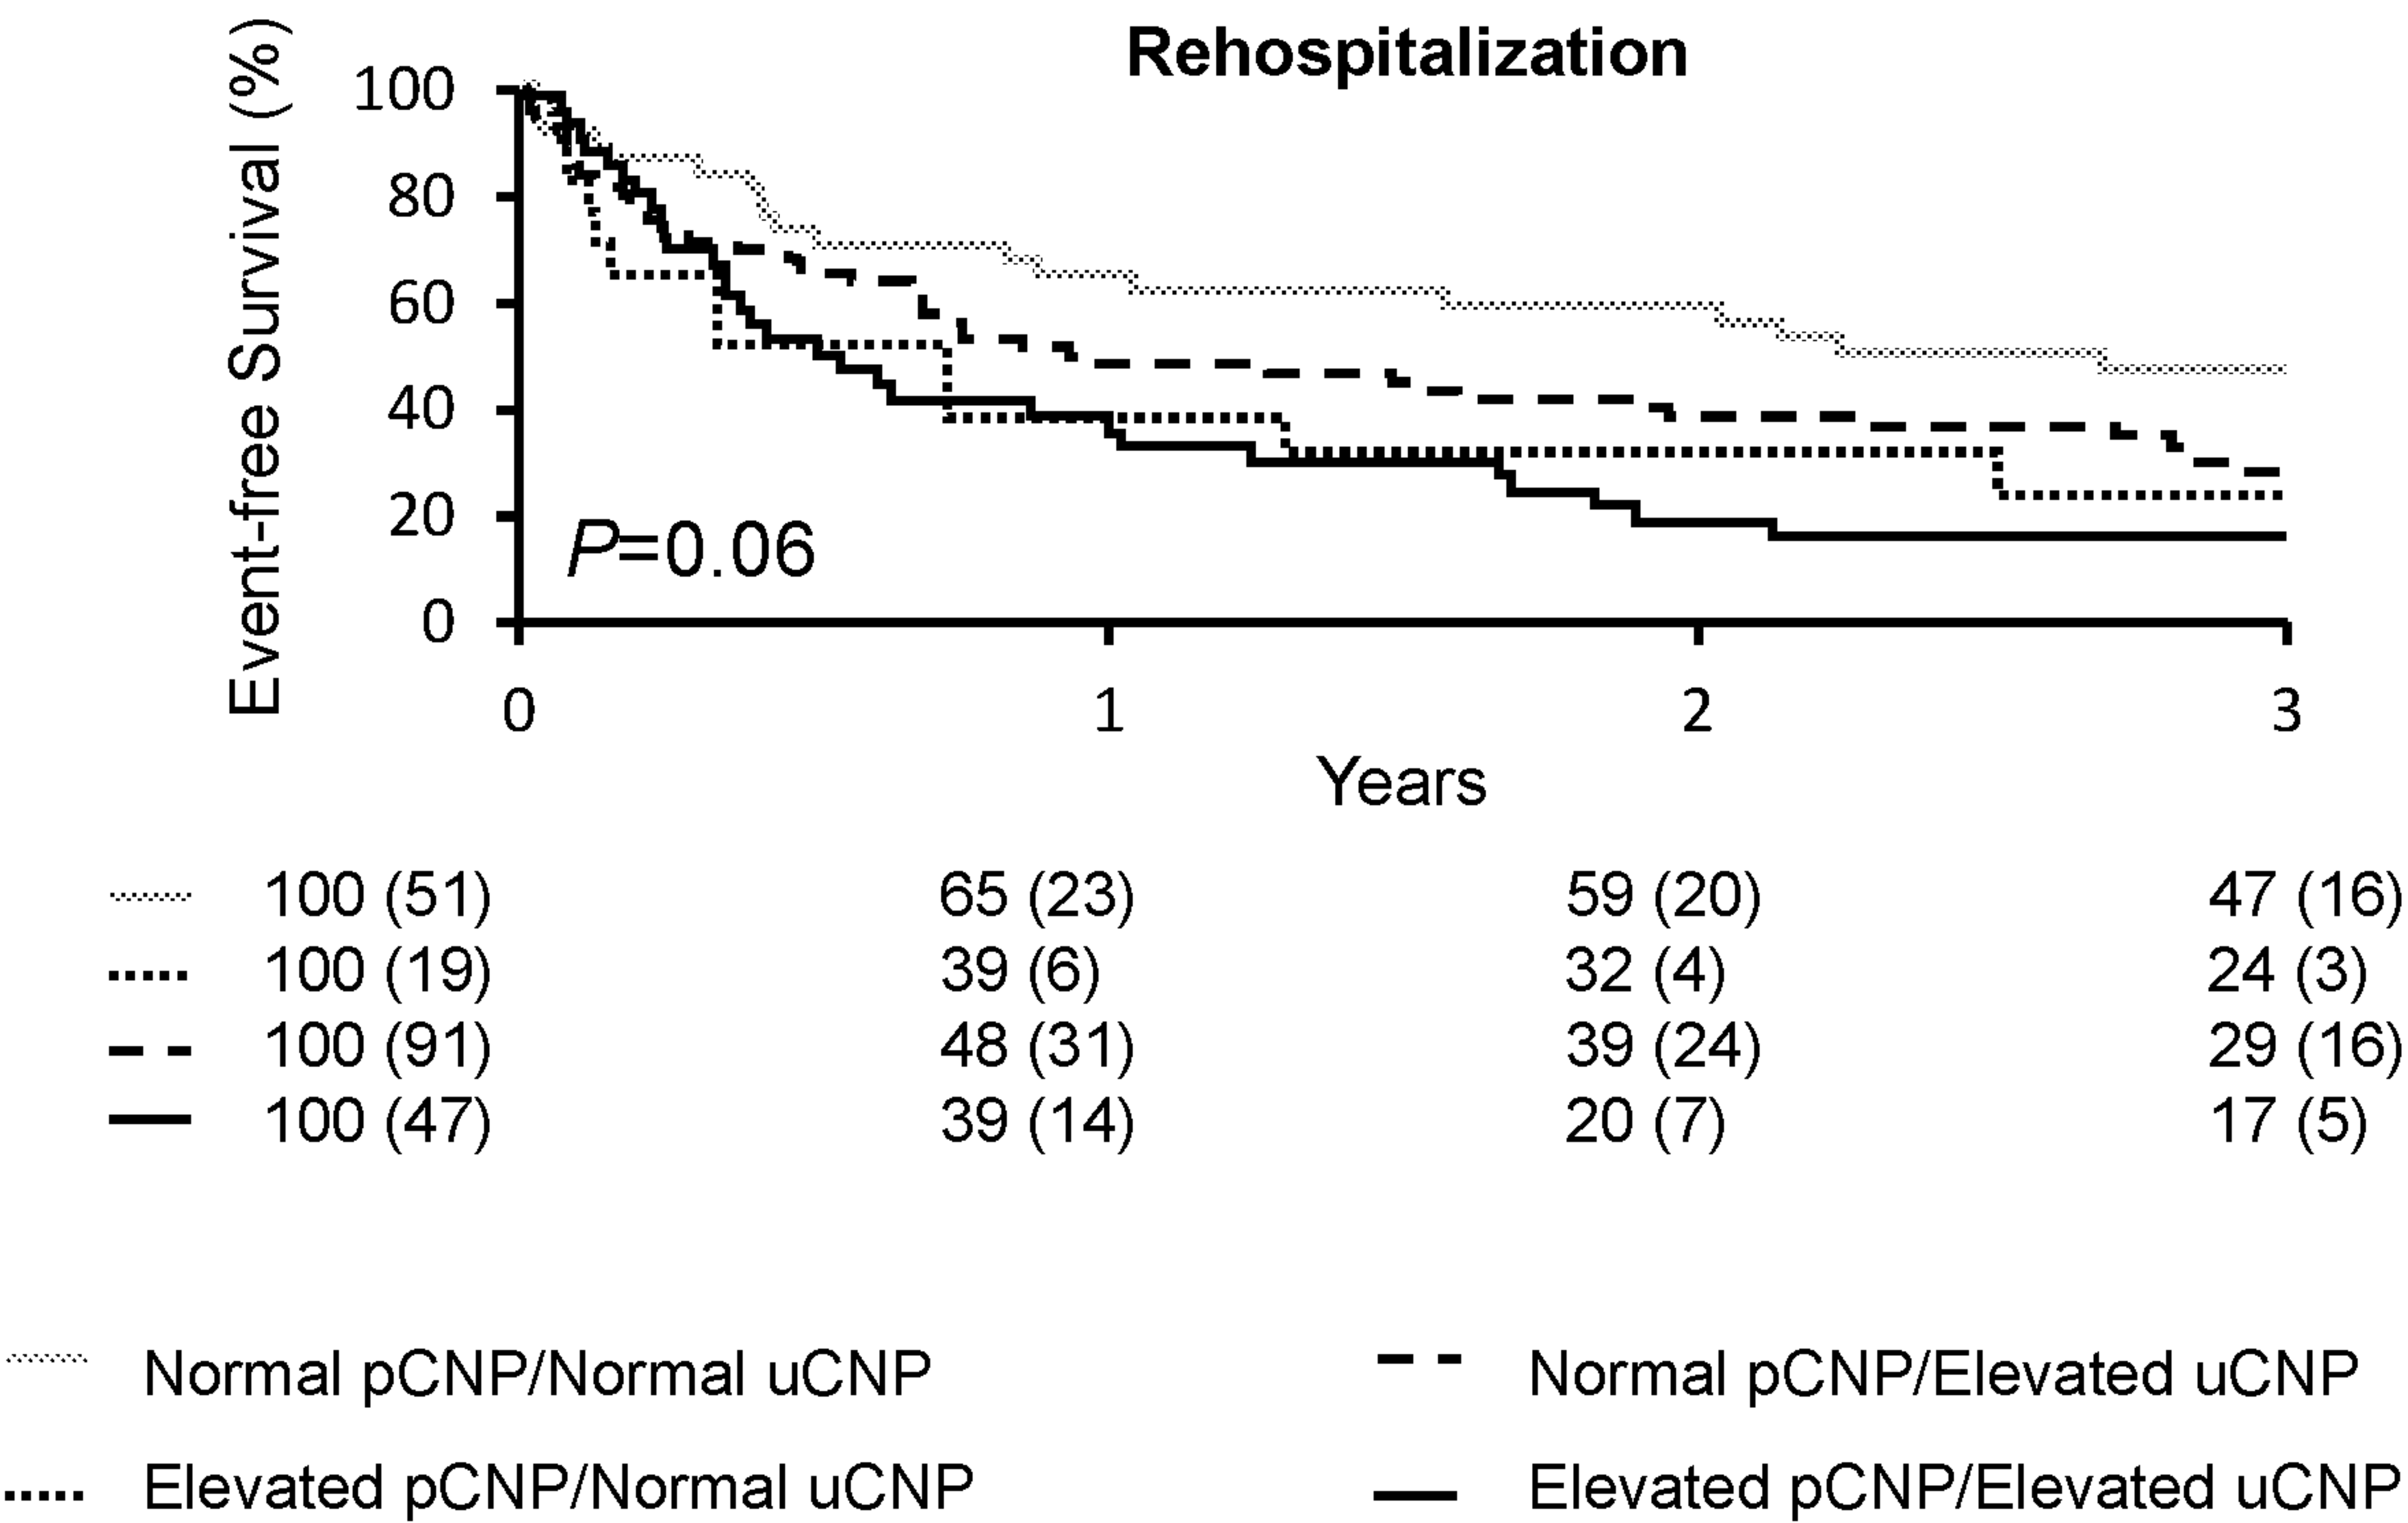 Rehospitalization
Event-free Survival (%)
100
80
60
40
20
0
P=0.06
0 1 2 3
Years
100 (51) 65 (23) 59 (20) 47 (16)
100 (19) 39 (6) 32 (4) 24 (3)
100 (91) 48 (31) 39 (24) 29 (16)
100 (47) 39 (14) 20 (7) 17 (5)
Normal pCNP/Normal uCNP Normal pCNP/Elevated uCNP
Elevated pCNP/Normal uCNP Elevated pCNP/Elevated uCNP